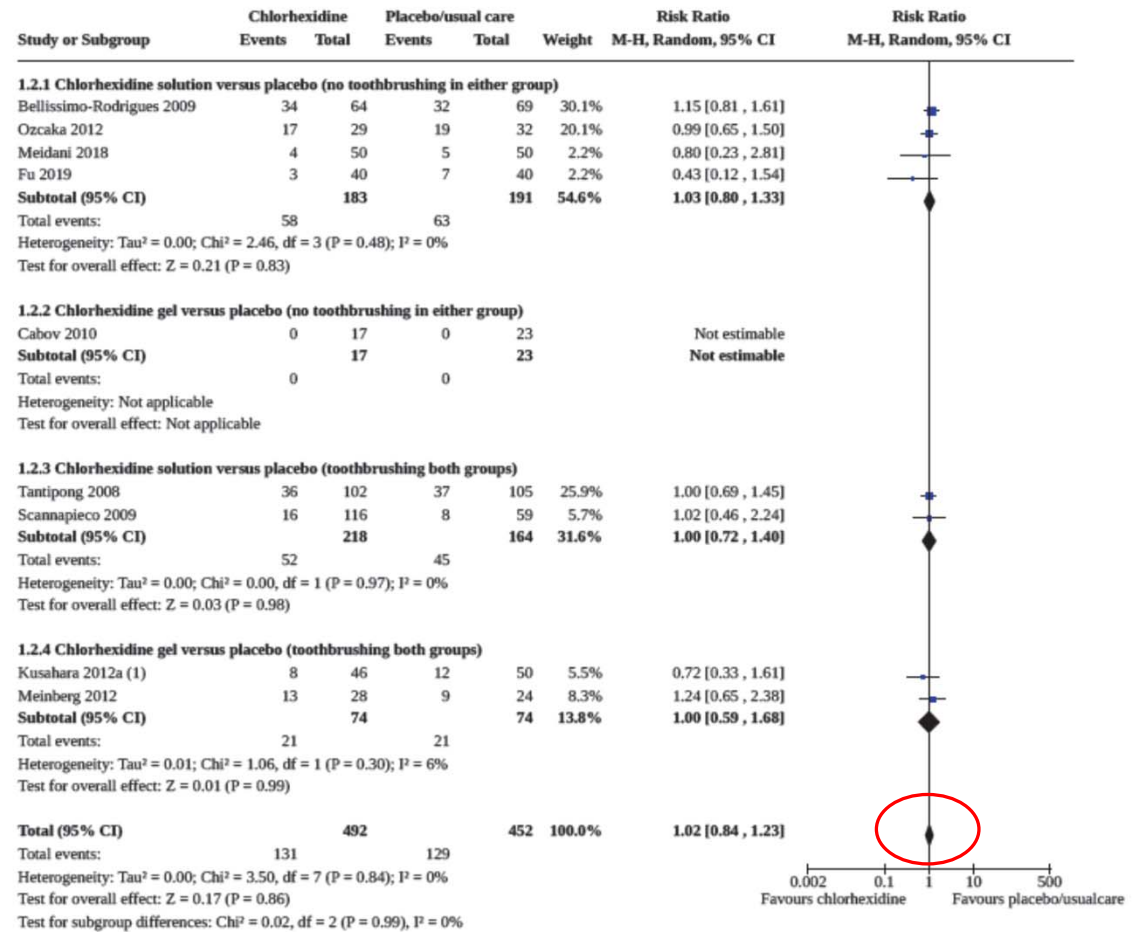 Chlorhexidine Placebo/usual care Risk Ratio Risk Ratio
Study or Subgroup Events Total Events Total Weight M-H, Random, 95% CI M-H, Random, 95% CI
1.2.1 Chlorhexidine solution versus placebo (no toothbrushing in either group)
Bellissimo-Rodrigues 2009 34 64 32 69 30.1% 1.15 [0.81 , 1.61]
Ozcaka 2012 17 29 19 32 20.1% 0.99 [0.65 , 1.50]
Meidani 2018 4 50 5 50 2.2% 0.80 [0.23 , 2.81]
Fu 2019 3 40 7 40 2.2% 0.43 [0.12 , 1.54]
Subtotal (95% CI) 183 191 54.6% 1.03 [0.80 , 1.33]
Total events: 58 63
Heterogeneity: Tau² = 0.00; Chi² = 2.46, df = 3 (P = 0.48); I² = 0%
Test for overall effect: Z = 0.21 (P = 0.83)
1.2.2 Chlorhexidine gel versus placebo (no toothbrushing in either group)
Cabov 2010 0 17 0 23 Not estimable
Subtotal (95% CI) 17 23 Not estimable
Total events: 0 0
Heterogeneity: Not applicable
Test for overall effect: Not applicable
1.2.3 Chlorhexidine solution versus placebo (toothbrushing both groups)
Tantipong 2008 36 102 37 105 25.9% 1.00 [0.69 , 1.45]
Scannapieco 2009 16 116 8 59 5.7% 1.02 [0.46 , 2.24]
Subtotal (95% CI) 218 164 31.6% 1.00 [0.72 , 1.40]
Total events: 52 45
Heterogeneity: Tau² = 0.00; Chi² = 0.00, df = 1 (P = 0.97); I² = 0%
Test for overall effect: Z = 0.03 (P = 0.98)
1.2.4 Chlorhexidine gel versus placebo (toothbrushing both groups)
Kusahara 2012a (1) 8 46 12 50 5.5% 0.72 [0.33 , 1.61]
Meinberg 2012 13 28 9 24 8.3% 1.24 [0.65 , 2.38]
Subtotal (95% CI) 74 74 13.8% 1.00 [0.59 , 1.68]
Total events: 21 21
Heterogeneity: Tau² = 0.01; Chi² = 1.06, df = 1 (P = 0.30); I² = 6%
Test for overall effect: Z = 0.01 (P = 0.99)
Total (95% CI) 492 452 100.0% 1.02 [0.84 , 1.23]
Total events: 131 129
Heterogeneity: Tau² = 0.00; Chi² = 3.50, df = 7 (P = 0.84); I² = 0%
Test for overall effect: Z = 0.17 (P = 0.86)
Test for subgroup differences: Chi² = 0.02, df = 2 (P = 0.99), I² = 0%
0.002 0.1 1 10 500
Favours chlorhexidine Favours placebo/usualcare